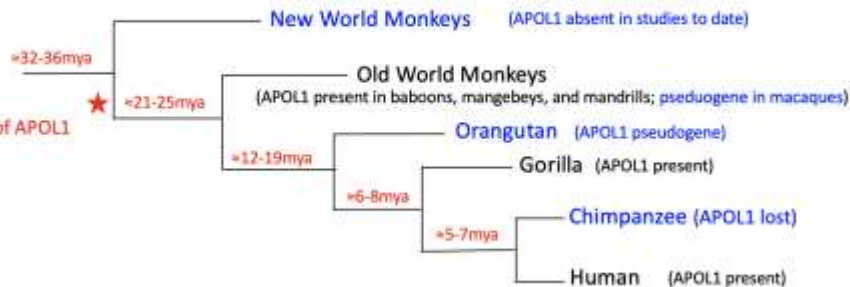 New World Monkeys (APOL1 absent in studies to date)
≈32-36mya
Old World Monkeys
≈21-25mya
(APOL1 present in baboons, mangebeys, and mandrills; pseduogene in macaques)
of APOL1
Orangutan (APOL1 pseudogene)
≈12-19mya
Gorilla (APOL1 present)
≈6-8mya
Chimpanzee (APOL1 lost)
≈5-7mya
Human (APOL1 present)